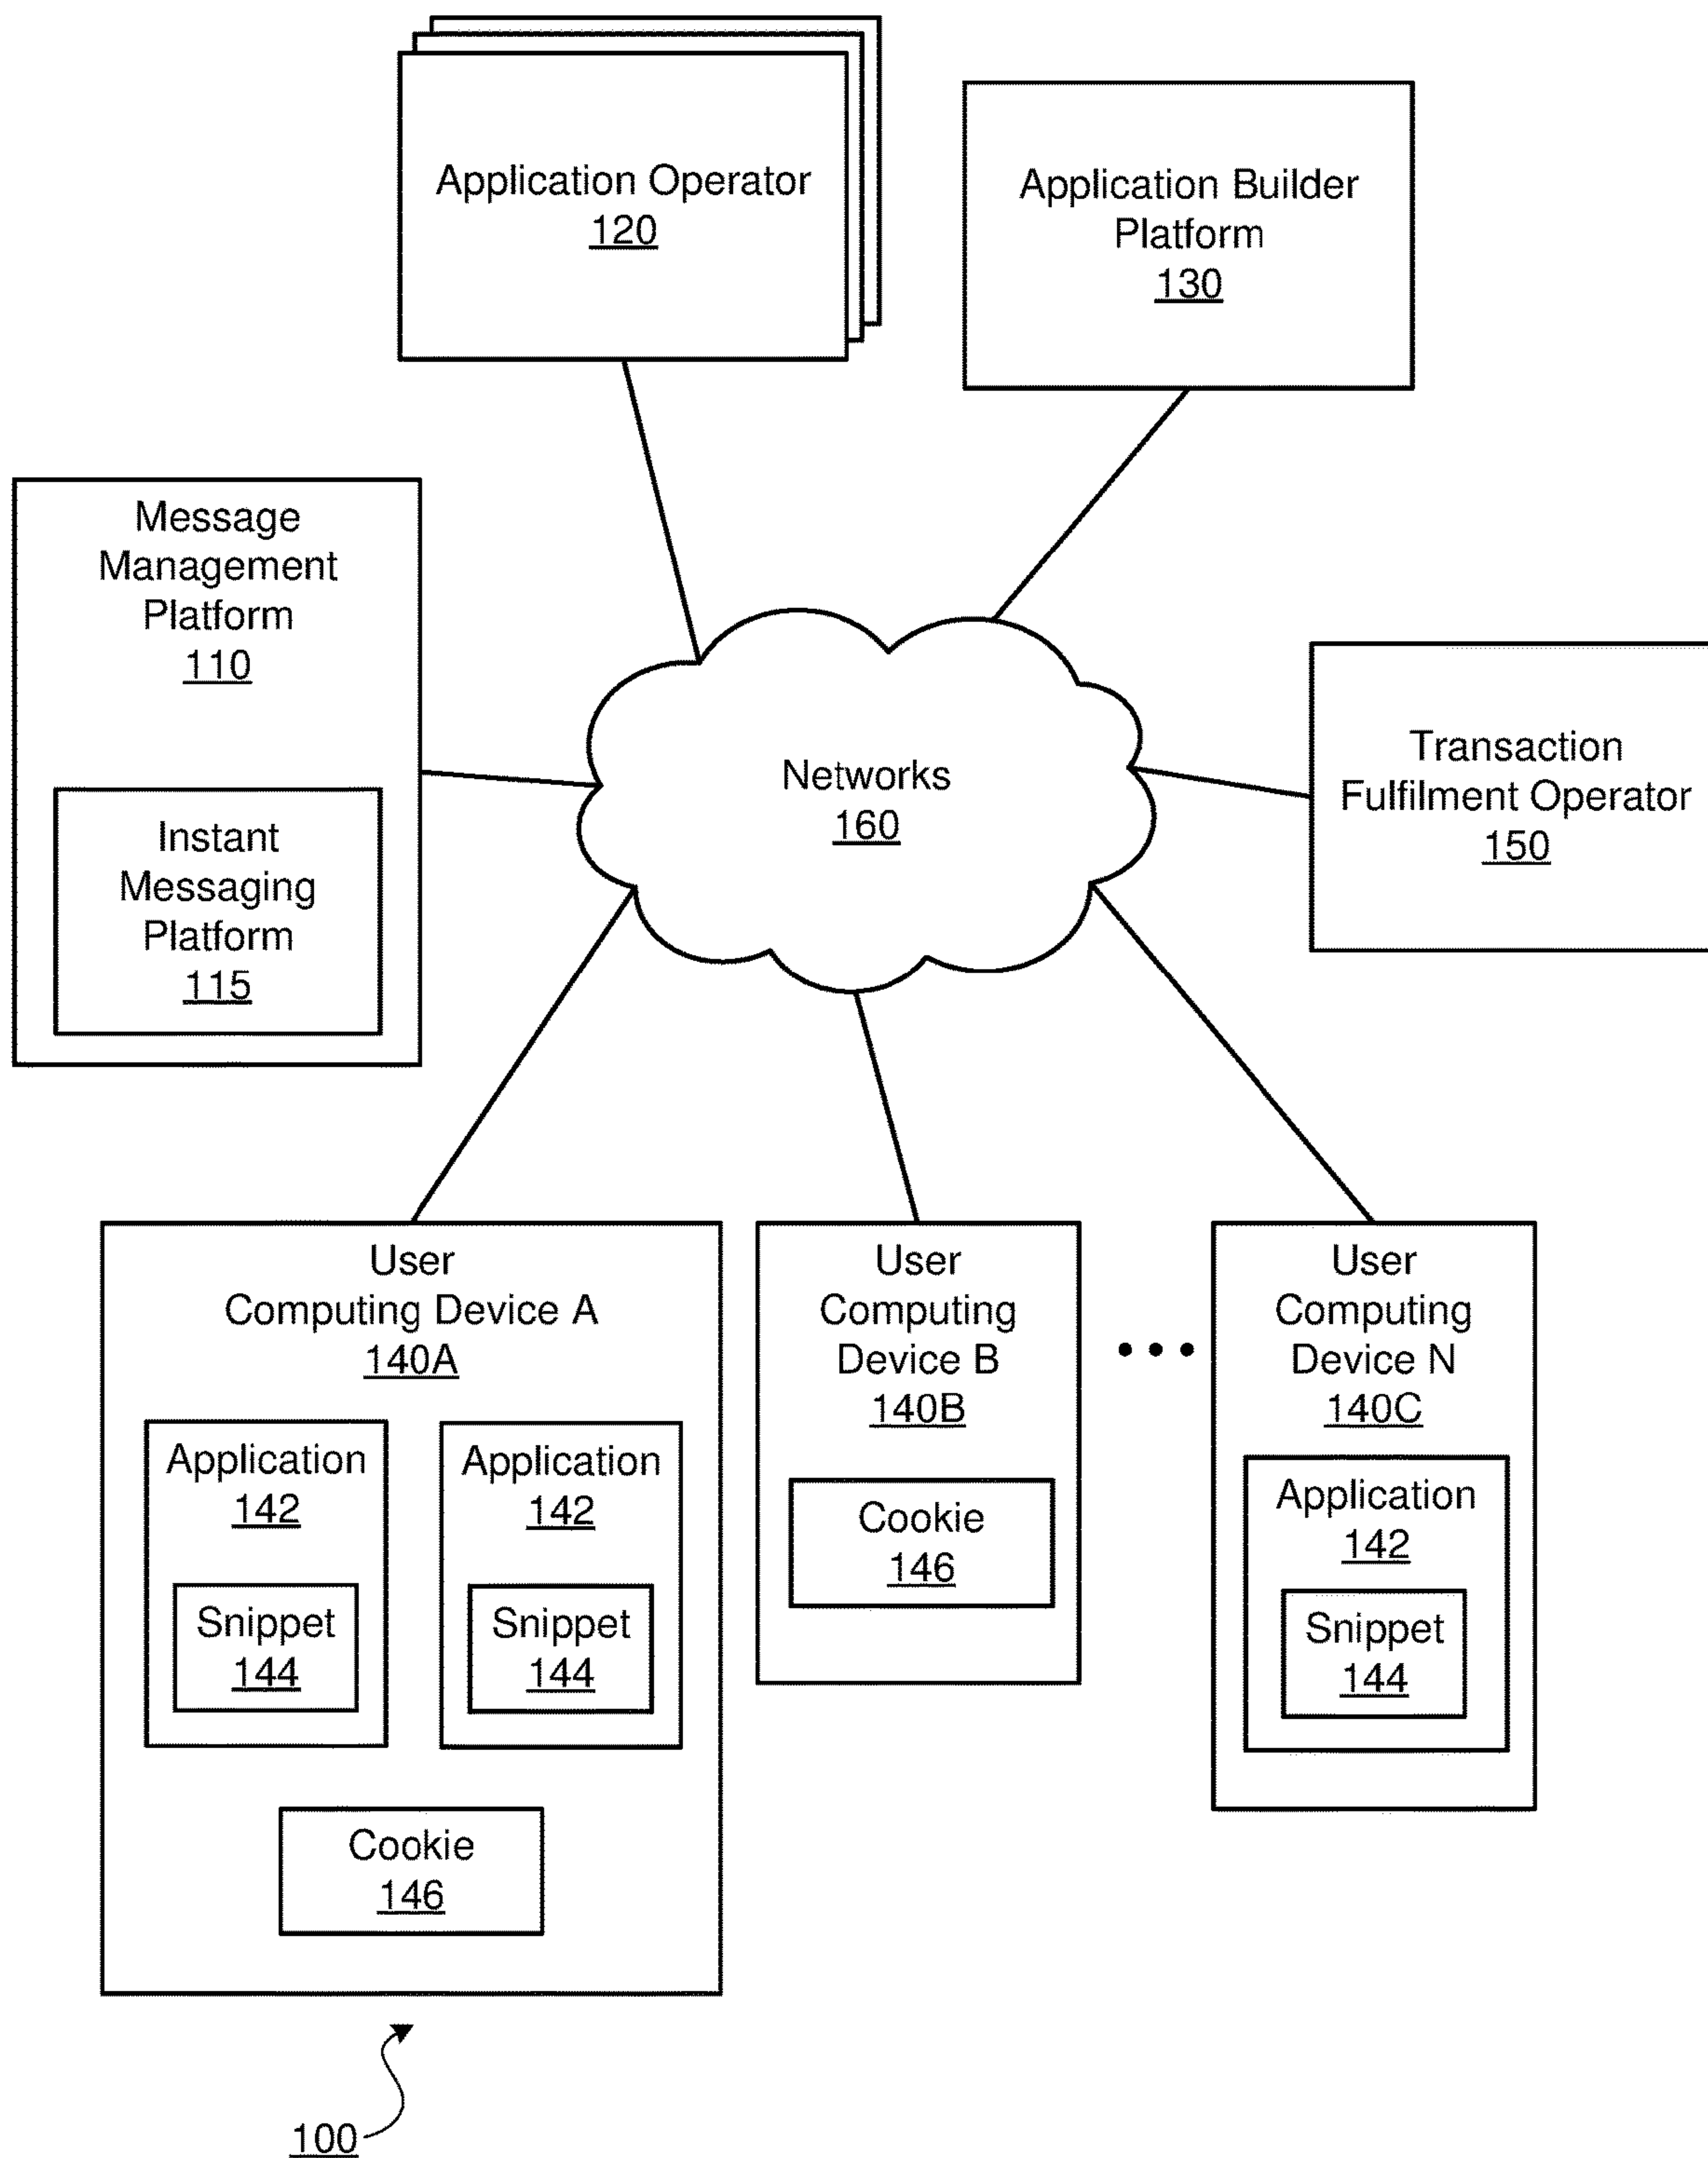 Application Operator
120
Application Builder
Platform
130
Message
Management
Platform
110
Instant
Messaging
Platform
115
Networks
160
Transaction
Fulfilment Operator
150
User
Computing Device A
140A
Application
142
Snippet
144
Application
142
Snippet
144
Cookie
146
User
Computing
Device B
140B
Cookie
146
User
Computing
Device N
140C
Application
142
Snippet
144
100